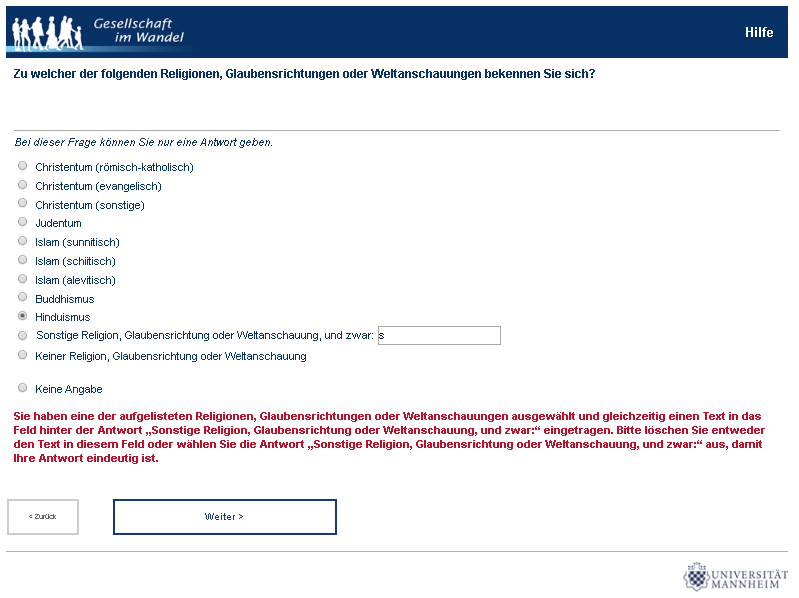 Gesellschaft
im Wandel
Hilfe
Zu welcher der folgenden Religionen, Glaubensrichtungen oder Weltanschauungen bekennen Sie sich?
Bei dieser Frage können Sie nur eine Antwort geben.
Christentum (römisch-katholisch)
Christentum (evangelisch)
Christentum (sonstige)
Judentum
Islam (sunnitisch)
Islam (schiitisch)
Islam (alevitisch)
Buddhismus
Hinduismus
Sonstige Religion, Glaubensrichtung oder Weltanschauung, und zwar: s
Keiner Religion, Glaubensrichtung oder Weltanschauung
Keine Angabe
Sie haben eine der aufgelisteten Religionen, Glaubensrichtungen oder Weltanschauungen ausgewählt und gleichzeitig einen Text in das
Feld hinter der Antwort „Sonstige Religion, Glaubensrichtung oder Weltanschauung, und zwar:“ eingetragen. Bitte löschen Sie entweder
den Text in diesem Feld oder wählen Sie die Antwort „Sonstige Religion, Glaubensrichtung oder Weltanschauung, und zwar:“ aus, damit
Ihre Antwort eindeutig ist.
< Zurück
Weiter >
UNIVERSITÄT
MANNHEIM